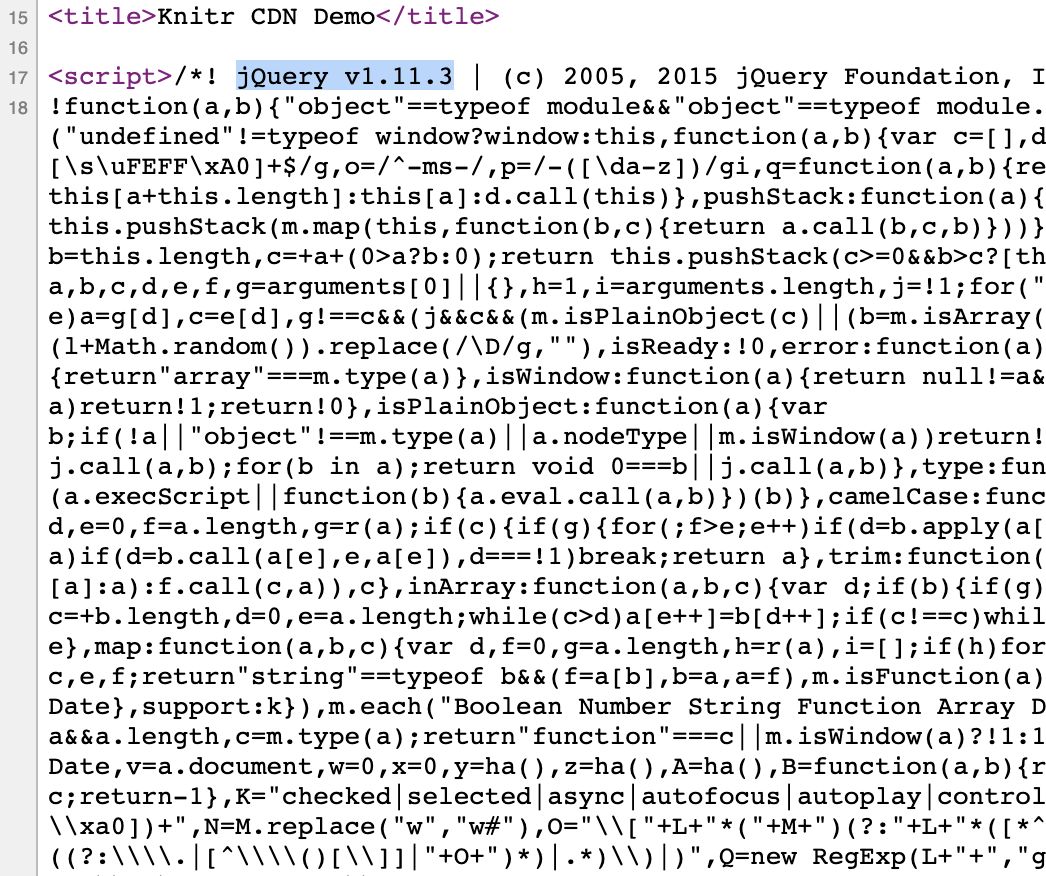 15 <title>Knitr CDN Demo</title>
16
17 <script>/*! jQuery v1.11.3 | (c) 2005, 2015 jQuery Foundation, I
18 !function(a,b){"object"==typeof module&&"object"==typeof module.
("undefined"!=typeof window?window:this,function(a,b){var c=[],d
[\s\uFEFF\xA0]+$/g,o=/^-ms-/,p=/-([\da-z])/gi,q=function(a,b){re
this[a+this.length]:this[a]:d.call(this)},pushStack:function(a){
this.pushStack(m.map(this,function(b,c){return a.call(b,c,b)}))}
b=this.length,c=+a+(0>a?b:0);return this.pushStack(c>=0&&b>c?[th
a,b,c,d,e,f,g=arguments[0]||{},h=1,i=arguments.length,j=!1;for("
e)a=g[d],c=e[d],g!==c&&(j&&c&&(m.isPlainObject(c)||(b=m.isArray(
(l+Math.random()).replace(/\D/g,""),isReady:!0,error:function(a)
{return"array"===m.type(a)},isWindow:function(a){return null!=a&
a)return!1;return!0},isPlainObject:function(a){var
b;if(!a||"object"!==m.type(a)||a.nodeType||m.isWindow(a))return!
j.call(a,b);for(b in a);return void 0===b||j.call(a,b)},type:fun
(a.execScript||function(b){a.eval.call(a,b)})(b)},camelCase:func
d,e=0,f=a.length,g=r(a);if(c){if(g){for(;f>e;e++)if(d=b.apply(a[
a)if(d=b.call(a[e],e,a[e]),d===!1)break;return a},trim:function(
[a]:a):f.call(c,a)),c},inArray:function(a,b,c){var d;if(b){if(g)
c=+b.length,d=0,e=a.length;while(c>d)a[e++]=b[d++];if(c!==c)whil
e},map:function(a,b,c){var d,f=0,g=a.length,h=r(a),i=[];if(h)for
c,e,f;return"string"==typeof b&&(f=a[b],b=a,a=f),m.isFunction(a)
Date},support:k}),m.each("Boolean Number String Function Array D
a&&a.length,c=m.type(a);return"function"===c||m.isWindow(a)?!1:1
Date,v=a.document,w=0,x=0,y=ha(),z=ha(),A=ha(),B=function(a,b){r
c;return-1},K="checked|selected|async|autofocus|autoplay|control
\\xa0])+",N=M.replace("w","w#"),O="\\["+L+"*("+M+")(?:"+L+"*([*^
((?:\\\\.|[^\\\\()[\\]]|"+O+")*)|.*)\\)|)",Q=new RegExp(L+"+","g